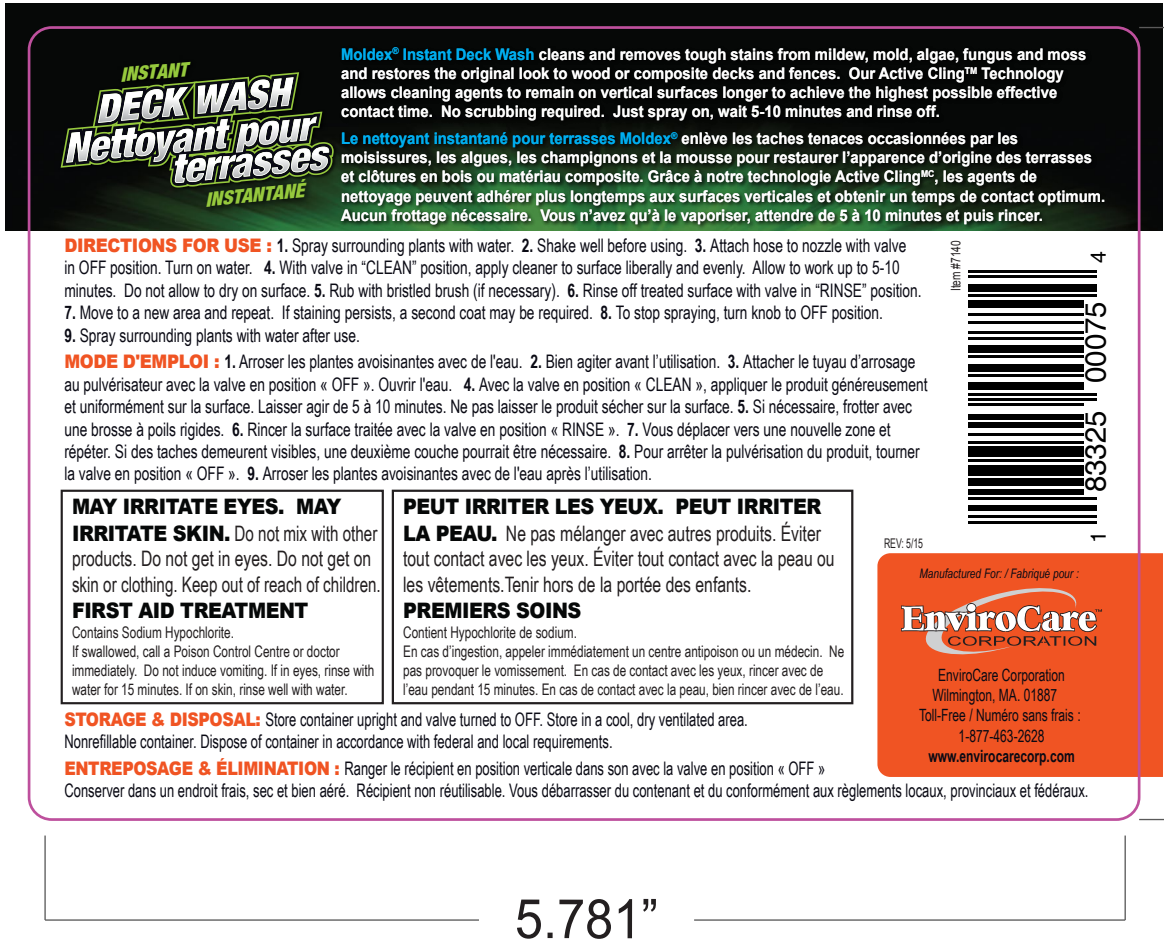 INSTANT
DECK WASH
Nettoyant pour
terrasses
INSTANTANÉ
Moldex® Instant Deck Wash cleans and removes tough stains from mildew, mold, algae, fungus and moss
and restores the original look to wood or composite decks and fences. Our Active Cling™ Technology
allows cleaning agents to remain on vertical surfaces longer to achieve the highest possible effective
contact time. No scrubbing required. Just spray on, wait 5-10 minutes and rinse off.
Le nettoyant instantané pour terrasses Moldex® enlève les taches tenaces occasionnées par les
moisissures, les algues, les champignons et la mousse pour restaurer l'apparence d'origine des terrasses
et clôtures en bois ou matériau composite. Grâce à notre technologie Active Cling ᴹᶜ, les agents de
nettoyage peuvent adhérer plus longtemps aux surfaces verticales et obtenir un temps de contact optimum.
Aucun frottage nécessaire. Vous n'avez qu'à le vaporiser, attendre de 5 à 10 minutes et puis rincer.
DIRECTIONS FOR USE : 1. Spray surrounding plants with water. 2. Shake well before using. 3. Attach hose to nozzle with valve
in OFF position. Turn on water. 4. With valve in “CLEAN” position, apply cleaner to surface liberally and evenly. Allow to work up to 5-10
minutes. Do not allow to dry on surface. 5. Rub with bristled brush (if necessary). 6. Rinse off treated surface with valve in “RINSE” position.
7. Move to a new area and repeat. If staining persists, a second coat may be required. 8. To stop spraying, turn knob to OFF position.
9. Spray surrounding plants with water after use.
MODE D'EMPLOI : 1. Arroser les plantes avoisinantes avec de l'eau. 2. Bien agiter avant l’utilisation. 3. Attacher le tuyau d’arrosage
au pulvérisateur avec la valve en position « OFF ». Ouvrir l'eau. 4. Avec la valve en position « CLEAN », appliquer le produit généreusement
et uniformément sur la surface. Laisser agir de 5 à 10 minutes. Ne pas laisser le produit sécher sur la surface. 5. Si nécessaire, frotter avec
une brosse à poils rigides. 6. Rincer la surface traitée avec la valve en position « RINSE ». 7. Vous déplacer vers une nouvelle zone et
répéter. Si des taches demeurent visibles, une deuxième couche pourrait être nécessaire. 8. Pour arrêter la pulvérisation du produit, tourner
la valve en position « OFF ». 9. Arroser les plantes avoisinantes avec de l'eau après l’utilisation.
Item #7140
1 83325 00075 4
REV: 5/15
MAY IRRITATE EYES. MAY
IRRITATE SKIN. Do not mix with other
products. Do not get in eyes. Do not get on
skin or clothing. Keep out of reach of children.
FIRST AID TREATMENT
Contains Sodium Hypochlorite.
If swallowed, call a Poison Control Centre or doctor
immediately. Do not induce vomiting. If in eyes, rinse with
water for 15 minutes. If on skin, rinse well with water.
PEUT IRRITER LES YEUX. PEUT IRRITER
LA PEAU. Ne pas mélanger avec autres produits. Éviter
tout contact avec les yeux. Éviter tout contact avec la peau ou
les vêtements.Tenir hors de la portée des enfants.
PREMIERS SOINS
Contient Hypochlorite de sodium.
En cas d’ingestion, appeler immédiatement un centre antipoison ou un médecin. Ne
pas provoquer le vomissement. En cas de contact avec les yeux, rincer avec de
l’eau pendant 15 minutes. En cas de contact avec la peau, bien rincer avec de l’eau.
Manufactured For: / Fabriqué pour :
EnviroCare™
CORPORATION
EnviroCare Corporation
Wilmington, MA. 01887
Toll-Free / Numéro sans frais :
1-877-463-2628
www.envirocarecorp.com
STORAGE & DISPOSAL: Store container upright and valve turned to OFF. Store in a cool, dry ventilated area.
Nonrefillable container. Dispose of container in accordance with federal and local requirements.
ENTREPOSAGE & ÉLIMINATION : Ranger le récipient en position verticale dans son avec la valve en position « OFF »
Conserver dans un endroit frais, sec et bien aéré. Récipient non réutilisable. Vous débarrasser du contenant et du conformément aux règlements locaux, provinciaux et fédéraux.
5.781”